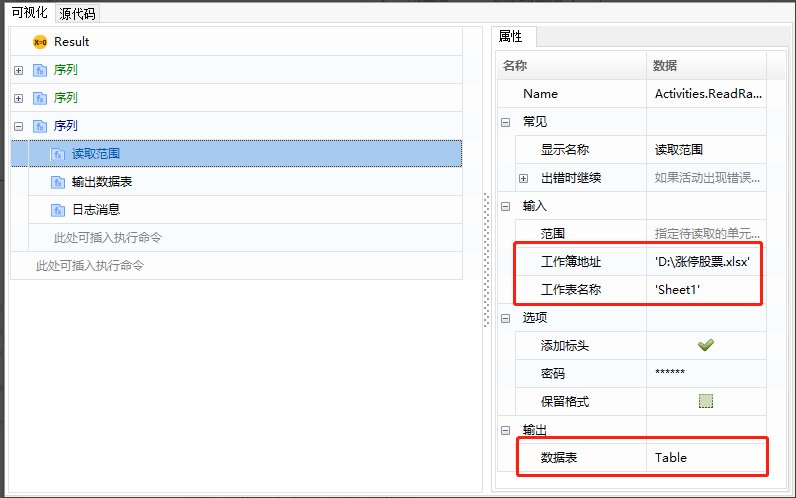 可视化 源代码
Result
序列
序列
序列
读取范围
输出数据表
日志消息
此处可插入执行命令
此处可插入执行命令
属性
名称 数据
Name Activities.ReadRa...
常见
显示名称 读取范围
出错时继续 如果活动出现错误...
输入
范围 指定待读取的单元...
工作簿地址 'D:\涨停股票.xlsx'
工作表名称 'Sheet1'
选项
添加标头
密码 ******
保留格式
输出
数据表 Table